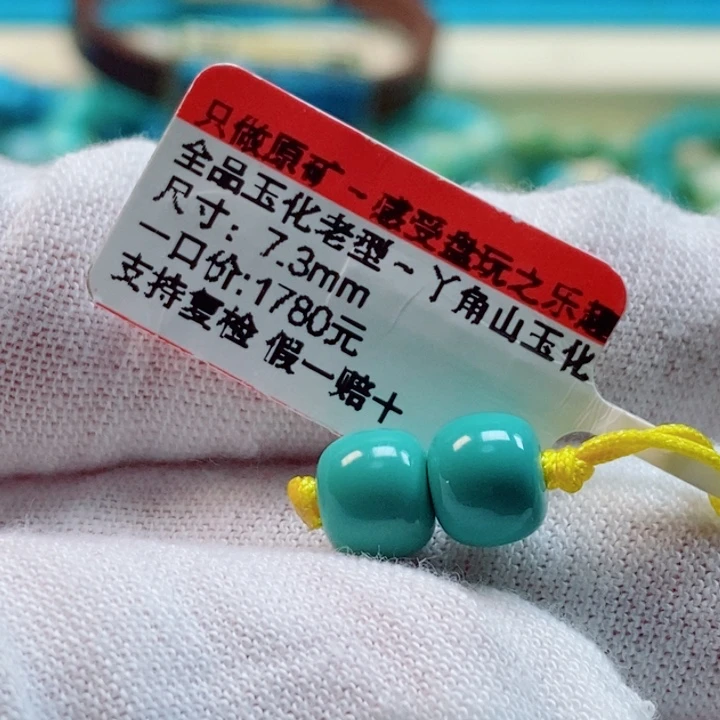 只做原矿~感受盘玩之乐趣
全品玉化老型~丫角山玉化
尺寸：7.3mm
一口价:1780元
支持复检 假一赔十